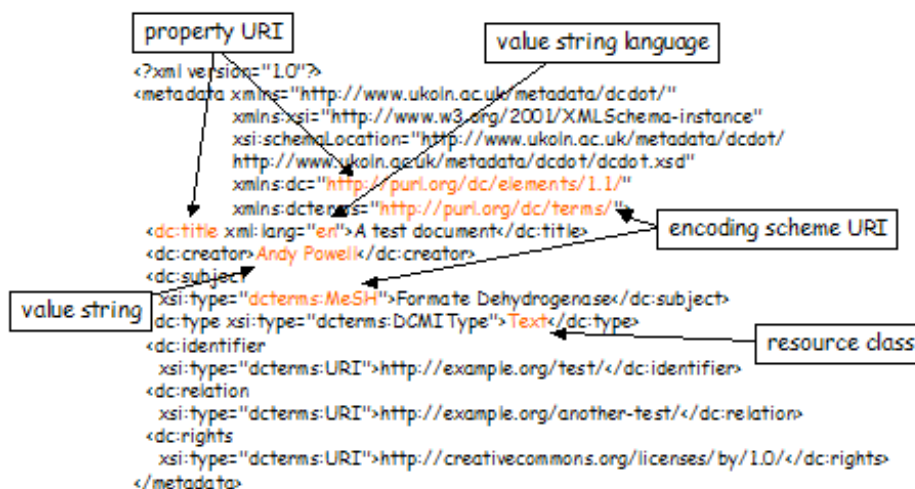 property URI
value string language
<?xml version="1.0"?>
<metadata xmlns="http://www.ukoln.ac.uk/metadata/dcdot/"
xmlns:xsi="http://www.w3.org/2001/XMLSchema-instance"
xsi:schemaLocation="http://www.ukoln.ac.uk/metadata/dcdot/
http://www.ukoln.ac.uk/metadata/dcdot/dcdot.xsd"
xmlns:dc="http://purl.org/dc/elements/1.1/"
xmlns:dcterms="http://purl.org/dc/terms/">
<dc:title xml:lang="en">A test document</dc:title>
encoding scheme URI
<dc:creator>Andy Powell</dc:creator>
<dc:subject
value string
xsi:type="dcterms:MeSH">Formate Dehydrogenase</dc:subject>
dc:type xsi:type="dcterms:DCMIType">Text</dc:type>
resource class
<dc:identifier
xsi:type="dcterms:URI">http://example.org/test/</dc:identifier>
<dc:relation
xsi:type="dcterms:URI">http://example.org/another-test/</dc:relation>
<dc:rights
xsi:type="dcterms:URI">http://creativecommons.org/licenses/by/1.0/</dc:rights>
</metadata>